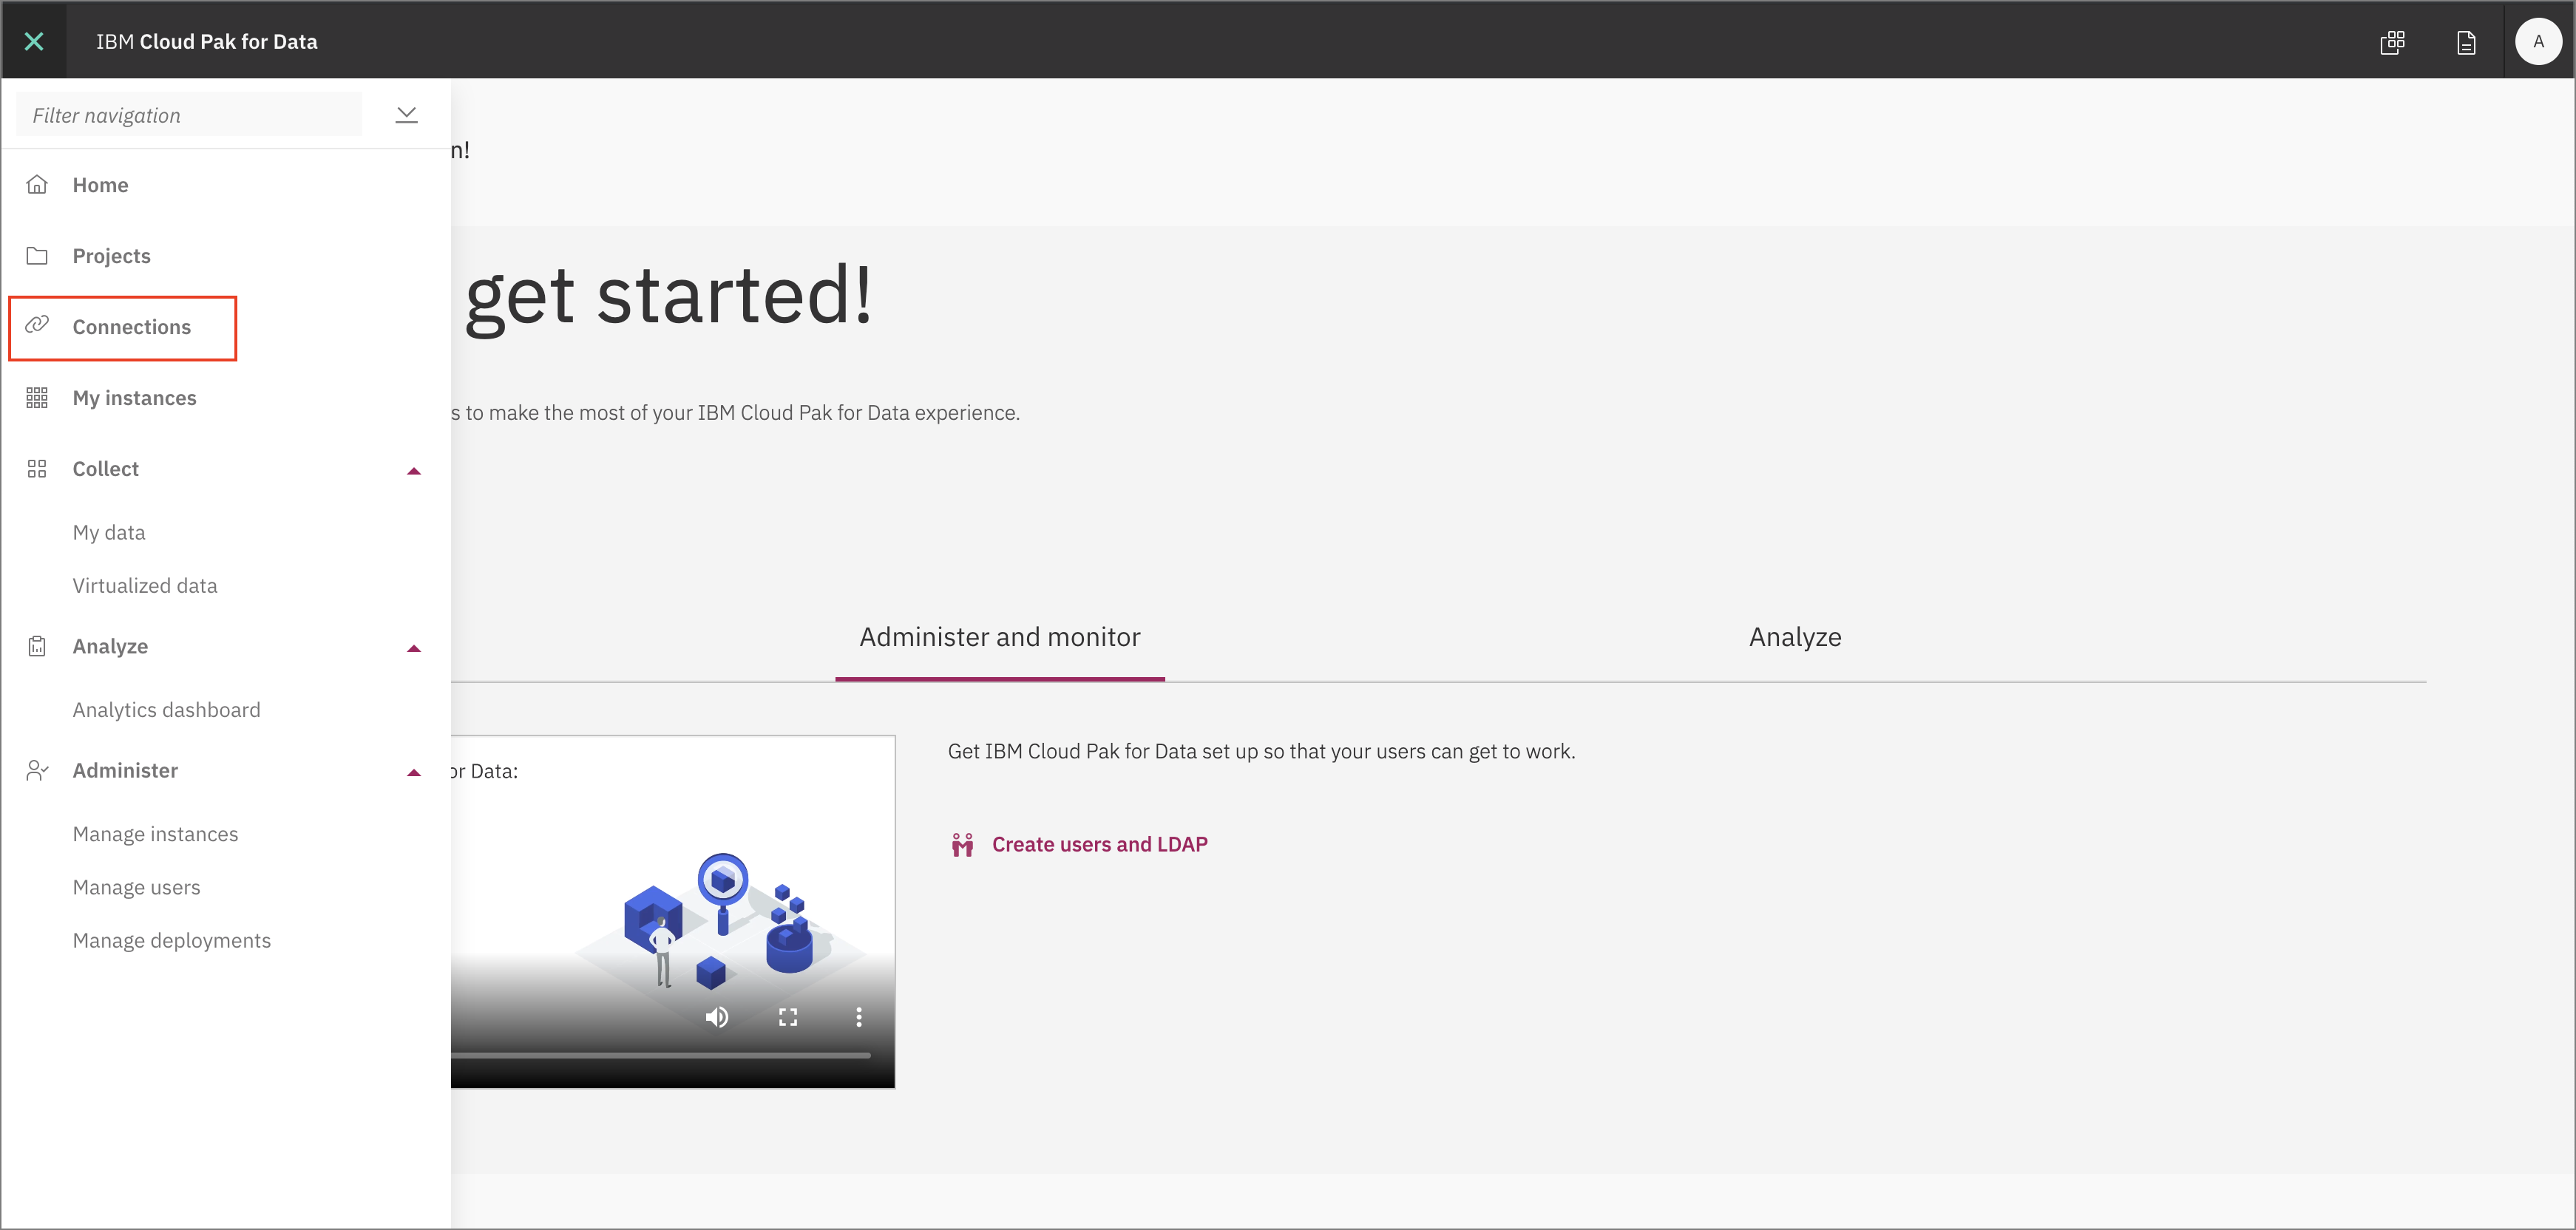 IBM Cloud Pak for Data
A
Filter navigation
Home
Projects
Connections
My instances
Collect
My data
Virtualized data
Analyze
Analytics dashboard
Administer
Manage instances
Manage users
Manage deployments
n!
get started!
s to make the most of your IBM Cloud Pak for Data experience.
Administer and monitor
Analyze
or Data:
Get IBM Cloud Pak for Data set up so that your users can get to work.
Create users and LDAP